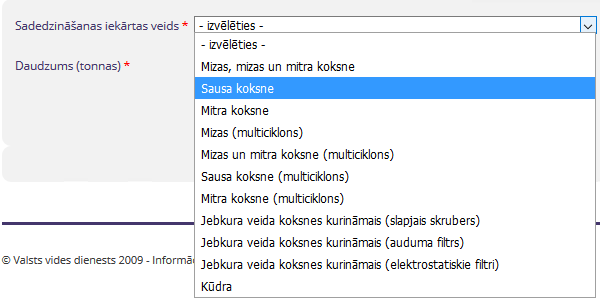 Sadedzināšanas iekārtas veids * - izvēlēties -
- izvēlēties -
Daudzums (tonnas) * Mizas, mizas un mitra koksne
Sausa koksne
Mitra koksne
Mizas (multiciklons)
Mizas un mitra koksne (multiciklons)
Sausa koksne (multiciklons)
Mitra koksne (multiciklons)
Jebkura veida koksnes kurināmais (slapjais skrubers)
Jebkura veida koksnes kurināmais (auduma filtrs)
© Valsts vides dienests 2009 - Jebkura veida koksnes kurināmais (elektrostatiskie filtri)
Kūdra